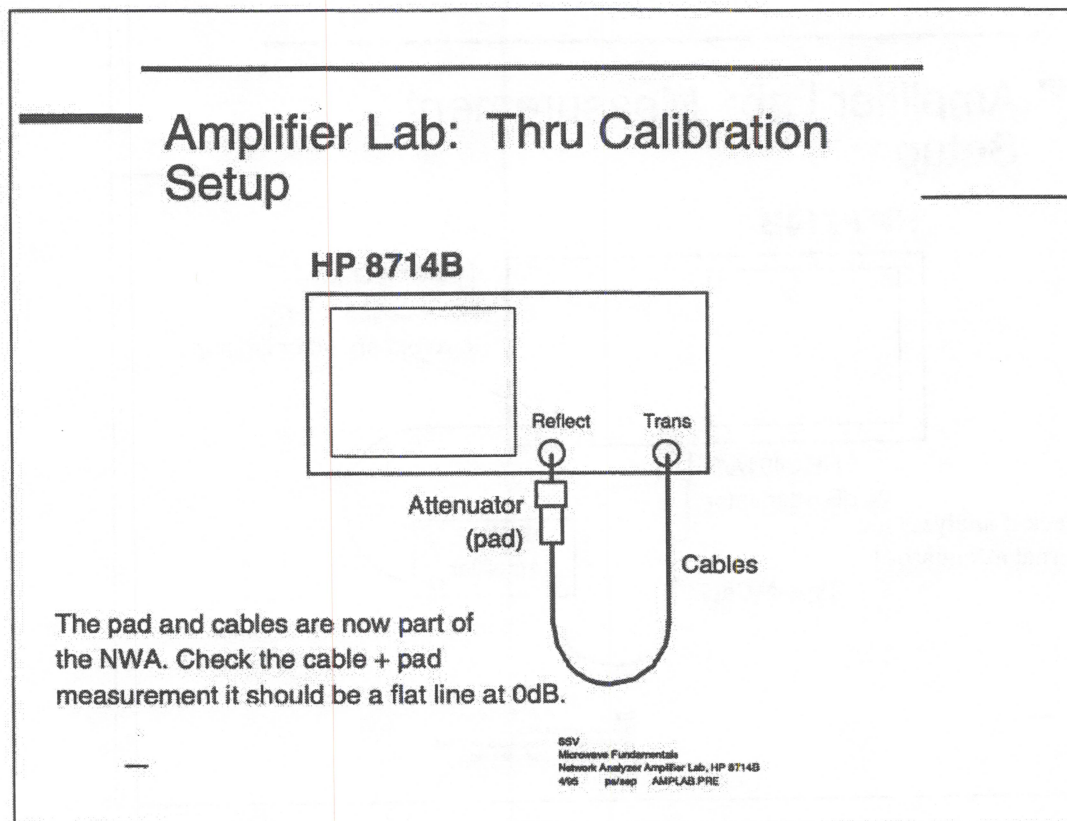 Amplifier Lab: Thru Calibration
Setup
HP 8714B
Reflect
Trans
Attenuator
(pad)
Cables
The pad and cables are now part of
the NWA. Check the cable + pad
measurement it should be a flat line at 0dB.
SSV
Microwave Fundamentals
Network Analyzer Amplifier Lab, HP 8714B
4/95 ps/sep AMPLAB.PRE